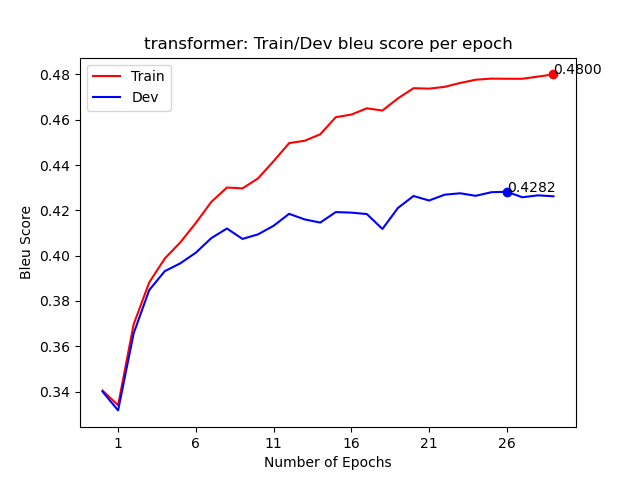 transformer: Train/Dev bleu score per epoch
Train
Dev
0.4800
0.4282
0.48
0.46
0.44
0.42
0.40
0.38
0.36
0.34
Bleu Score
1 6 11 16 21 26
Number of Epochs